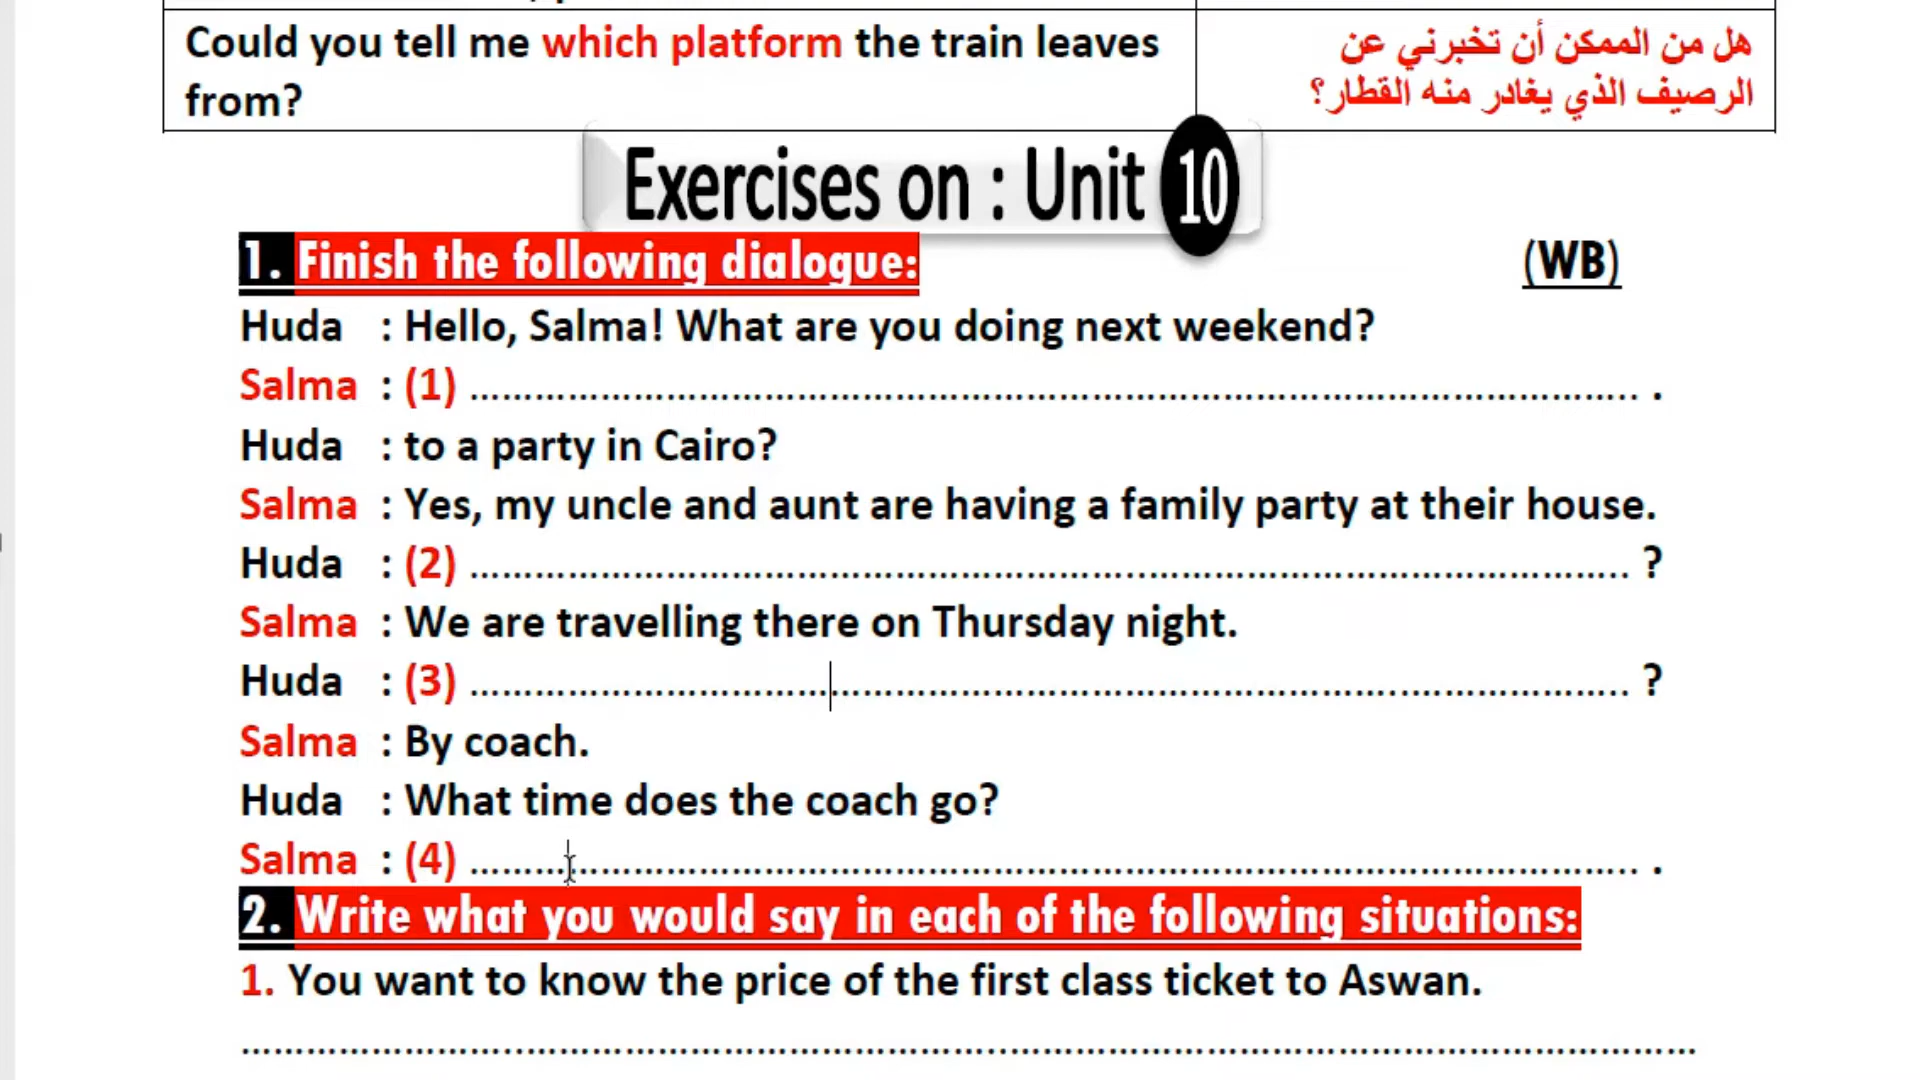 Could you tell me which platform the train leaves
from?
هل من الممكن أن تخبرني عن
الرصيف الذي يغادر منه القطار؟
Exercises on : Unit 10
1. Finish the following dialogue: (WB)
Huda : Hello, Salma! What are you doing next weekend?
Salma : (1) ........................................................ .
Huda : to a party in Cairo?
Salma : Yes, my uncle and aunt are having a family party at their house.
Huda : (2) ........................................................ ?
Salma : We are travelling there on Thursday night.
Huda : (3) ........................................................ ?
Salma : By coach.
Huda : What time does the coach go?
Salma : (4) ........................................................ .
2. Write what you would say in each of the following situations:
1. You want to know the price of the first class ticket to Aswan.
........................................................................